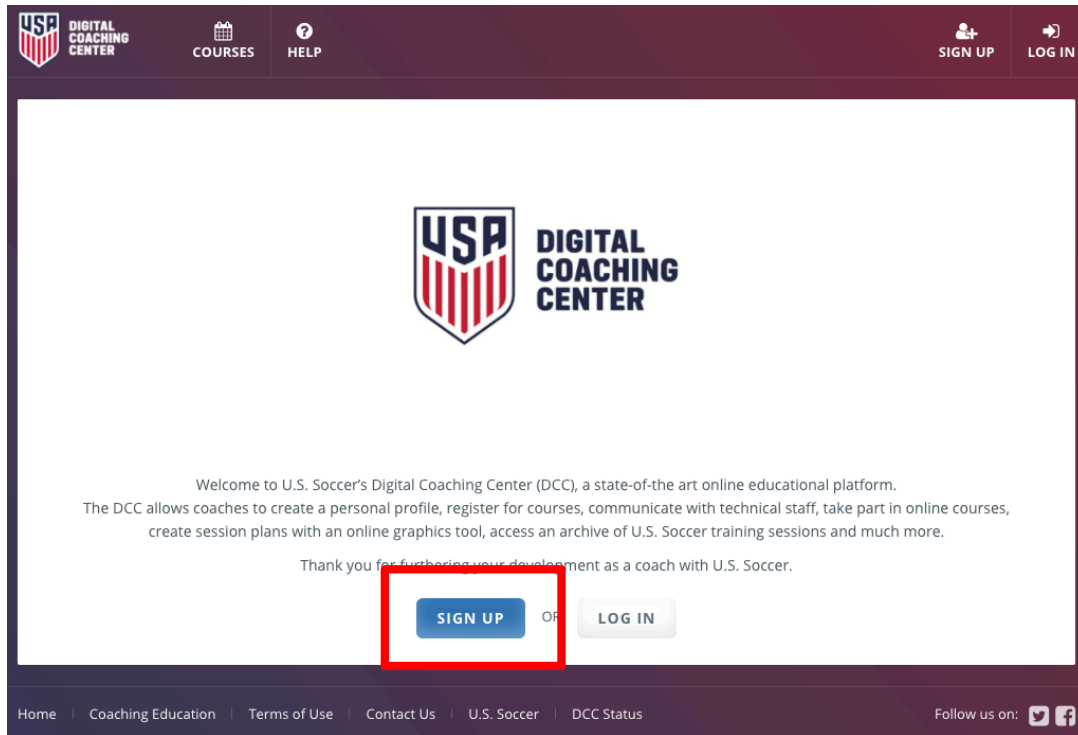 USA
DIGITAL
COACHING
CENTER
COURSES
HELP
SIGN UP
LOG IN
USA
DIGITAL
COACHING
CENTER
Welcome to U.S. Soccer's Digital Coaching Center (DCC), a state-of-the art online educational platform.
The DCC allows coaches to create a personal profile, register for courses, communicate with technical staff, take part in online courses,
create session plans with an online graphics tool, access an archive of U.S. Soccer training sessions and much more.
Thank you for furthering your development as a coach with U.S. Soccer.
SIGN UP OR LOG IN
Home | Coaching Education | Terms of Use | Contact Us | U.S. Soccer | DCC Status
Follow us on: